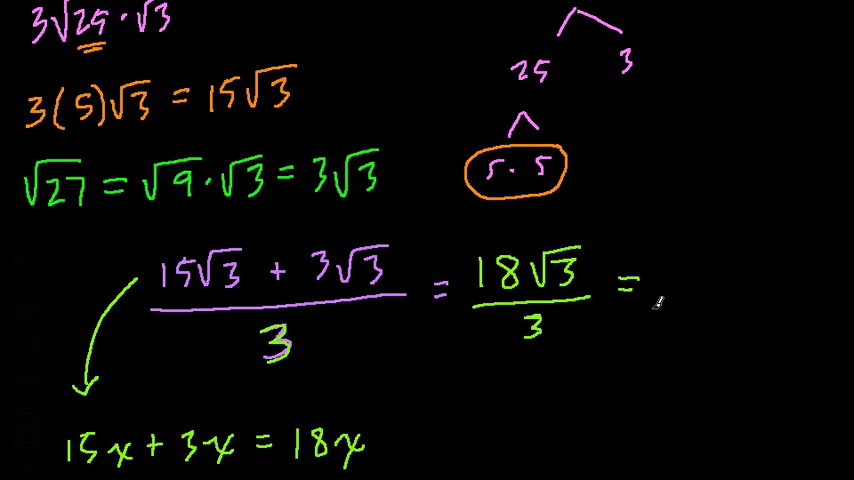 3√25 · √3
25 3
3(5)√3 = 15√3
5 · 5
√27 = √9 · √3 = 3√3
15√3 + 3√3 / 3 = 18√3 / 3 =
15x + 3x = 18x